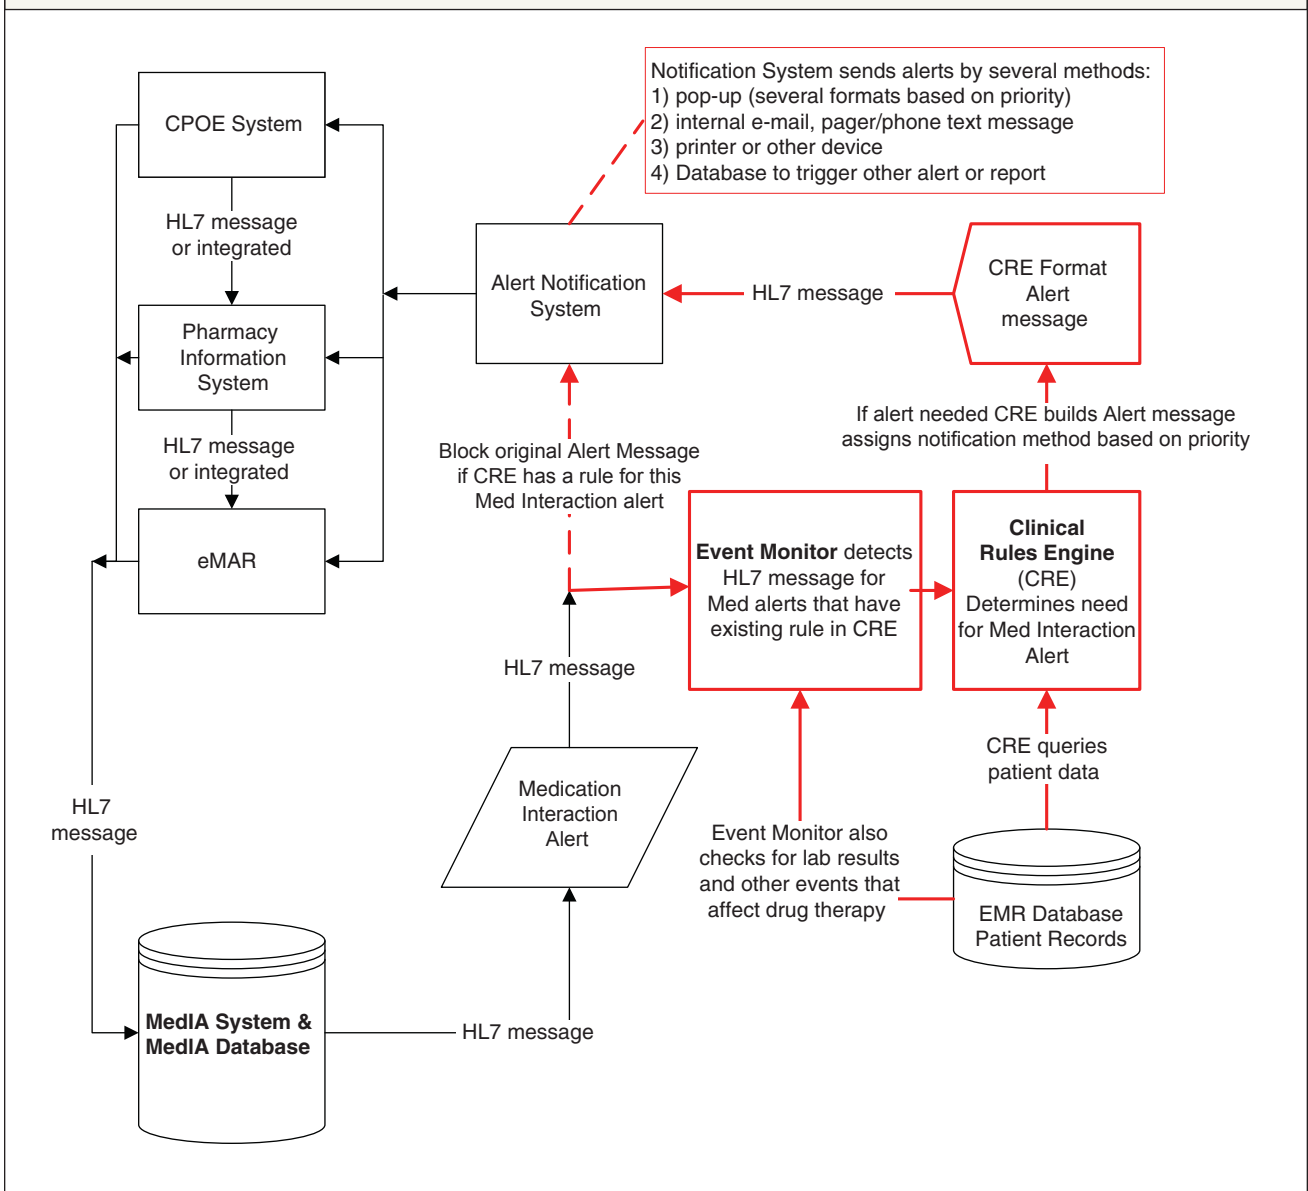 Notification System sends alerts by several methods:
1) pop-up (several formats based on priority)
2) internal e-mail, pager/phone text message
3) printer or other device
4) Database to trigger other alert or report
CPOE System
HL7 message
or integrated
Pharmacy
Information
System
HL7 message
or integrated
eMAR
Alert Notification
System
HL7 message
CRE Format
Alert
message
If alert needed CRE builds Alert message
assigns notification method based on priority
Block original Alert Message
if CRE has a rule for this
Med Interaction alert
Event Monitor detects
HL7 message for
Med alerts that have
existing rule in CRE
Clinical
Rules Engine
(CRE)
Determines need
for Med Interaction
Alert
HL7 message
CRE queries
patient data
Medication
Interaction
Alert
HL7
message
Event Monitor also
checks for lab results
and other events that
affect drug therapy
EMR Database
Patient Records
MedIA System &
MedIA Database
HL7 message